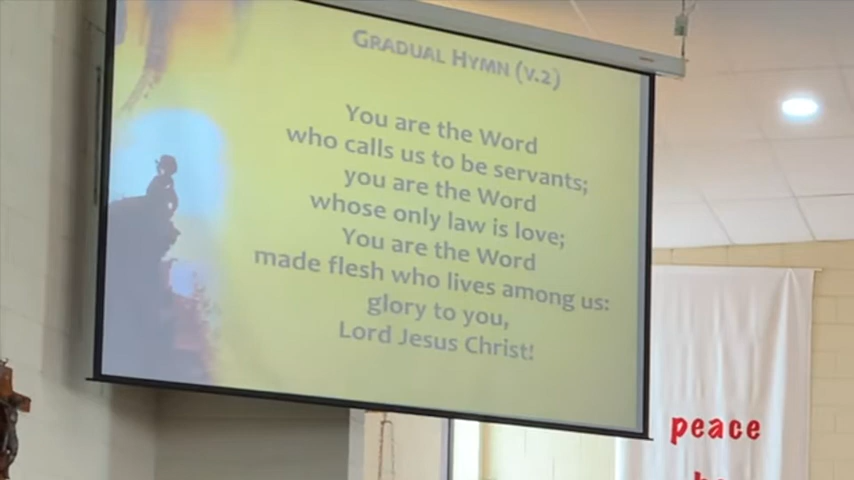 Gradual Hymn (v.2)
You are the Word
who calls us to be servants;
you are the Word
whose only law is love;
You are the Word
made flesh who lives among us:
glory to you,
Lord Jesus Christ!
peace